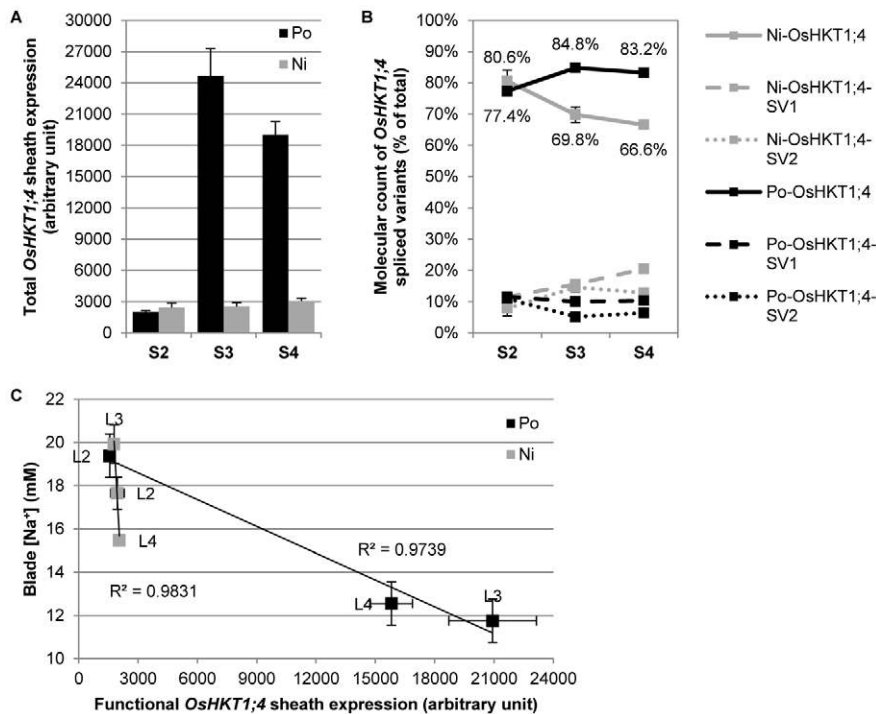 A
Total OsHKT1;4 sheath expression
(arbitrary unit)
30000
27000
24000
21000
18000
15000
12000
9000
6000
3000
0
Po
Ni
S2
S3
S4
B
Molecular count of OsHKT1;4
spliced variants (% of total)
100%
90%
80%
70%
60%
50%
40%
30%
20%
10%
0%
80.6%
84.8%
83.2%
77.4%
69.8%
66.6%
S2
S3
S4
Ni-OsHKT1;4
Ni-OsHKT1;4-
SV1
Ni-OsHKT1;4-
SV2
Po-OsHKT1;4
Po-OsHKT1;4-
SV1
Po-OsHKT1;4-
SV2
C
Blade [Na⁺] (mM)
22
20
18
16
14
12
10
L3
L2
L2
L4
R² = 0.9831
R² = 0.9739
L4
L3
Po
Ni
0
3000
6000
9000
12000
15000
18000
21000
24000
Functional OsHKT1;4 sheath expression (arbitrary unit)